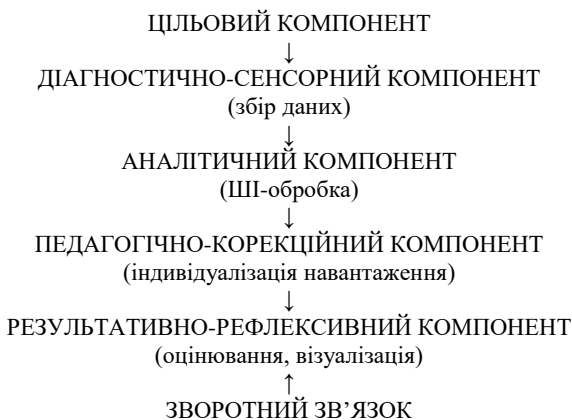 ЦІЛЬОВИЙ КОМПОНЕНТ
↓
ДІАГНОСТИЧНО-СЕНСОРНИЙ КОМПОНЕНТ
(збір даних)
↓
АНАЛІТИЧНИЙ КОМПОНЕНТ
(ШІ-обробка)
↓
ПЕДАГОГІЧНО-КОРЕКЦІЙНИЙ КОМПОНЕНТ
(індивідуалізація навантаження)
↓
РЕЗУЛЬТАТИВНО-РЕФЛЕКСИВНИЙ КОМПОНЕНТ
(оцінювання, візуалізація)
↑
ЗВОРОТНИЙ ЗВ’ЯЗОК